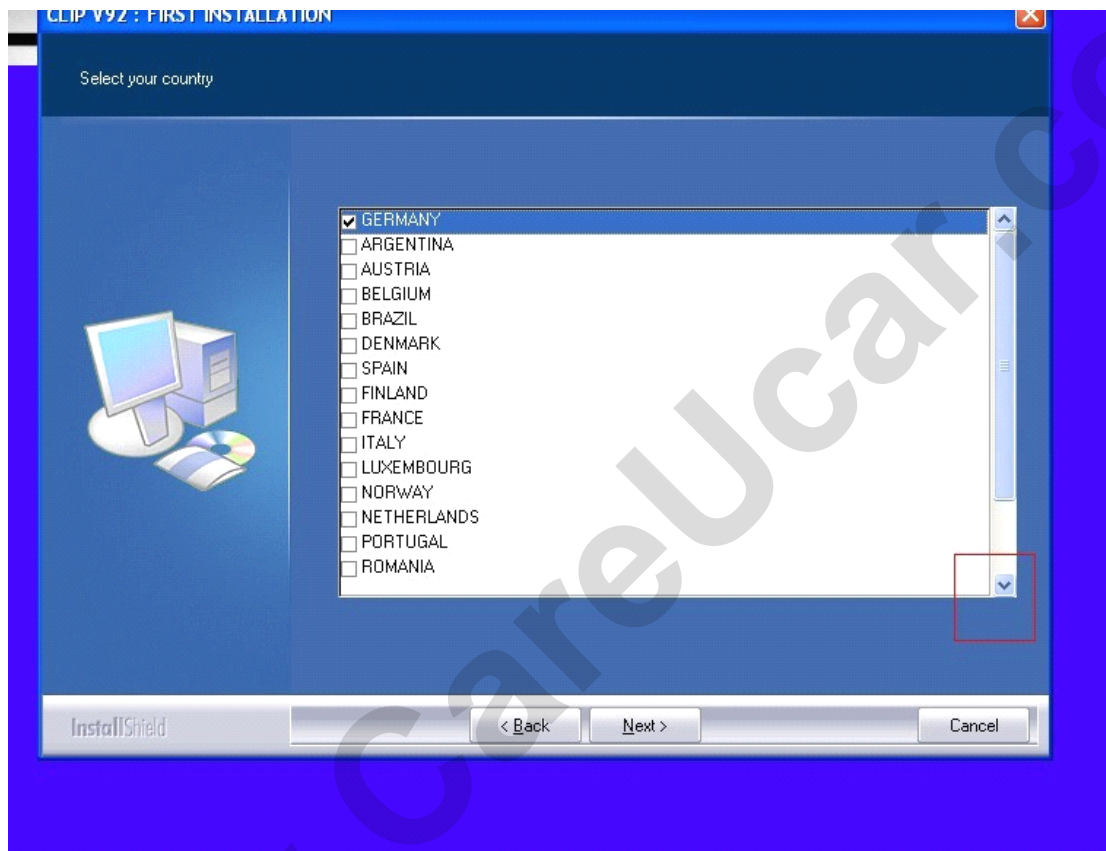 CLIP V92 : FIRST INSTALLATION
Select your country
GERMANY
ARGENTINA
AUSTRIA
BELGIUM
BRAZIL
DENMARK
SPAIN
FINLAND
FRANCE
ITALY
LUXEMBOURG
NORWAY
NETHERLANDS
PORTUGAL
ROMANIA
InstallShield
< Back
Next >
Cancel
CareUcar.co